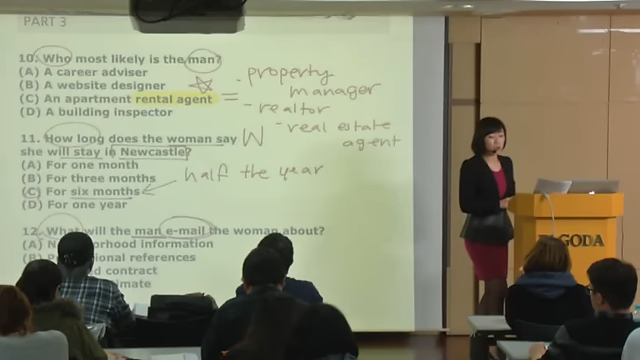 PART 3
10. Who most likely is the man?
(A) A career adviser
(B) A website designer
(C) An apartment rental agent
(D) A building inspector
= - property manager
- realtor
- real estate agent
11. How long does the woman say
she will stay in Newcastle?
W
(A) For one month
(B) For three months
(C) For six months
half the year
(D) For one year
12. What will the man e-mail the woman about?
(A) information
(B) references
contract
GODA